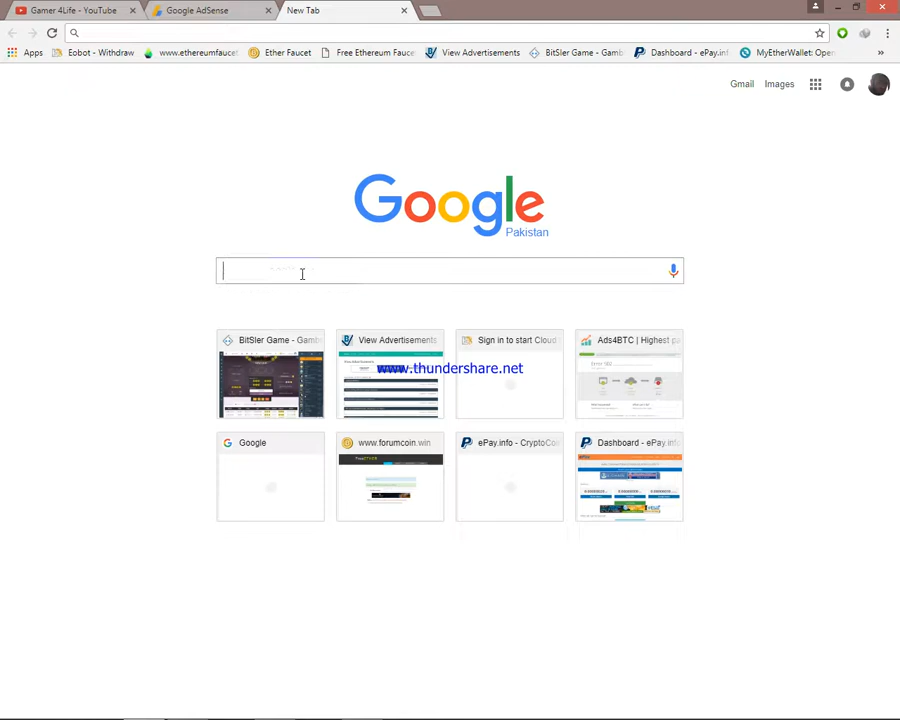 Gamer 4Life - YouTube
Google AdSense
New Tab
Apps
Eobot - Withdraw
www.ethereumfaucet
Ether Faucet
Free Ethereum Fauce
View Advertisements
BitSler Game - Gamb
Dashboard - ePay.inf
MyEtherWallet: Open
Gmail
Images
Google
Pakistan
BitSler Game - Gamb
View Advertisements
Sign in to start Cloud
Ads4BTC | Highest pa
www.thundershare.net
Google
www.forumcoin.win
ePay.info - CryptoCoi
Dashboard - ePay.info